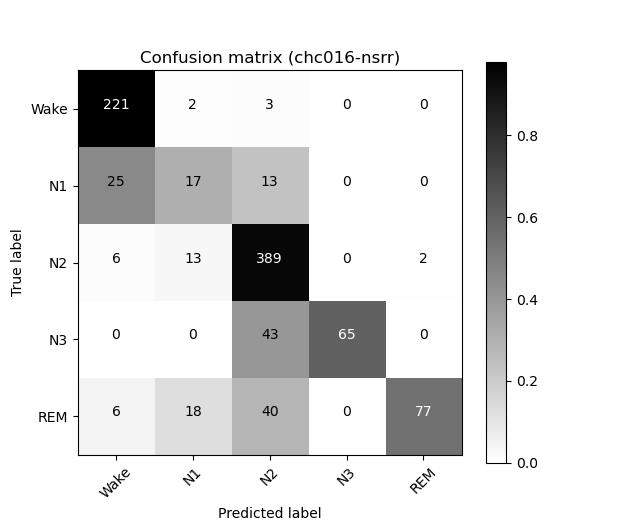 Confusion matrix (chc016-nsrr)
Wake 221 2 3 0 0
N1 25 17 13 0 0
N2 6 13 389 0 2
N3 0 0 43 65 0
REM 6 18 40 0 77
Wake N1 N2 N3 REM
True label
Predicted label
0.8
0.6
0.4
0.2
0.0